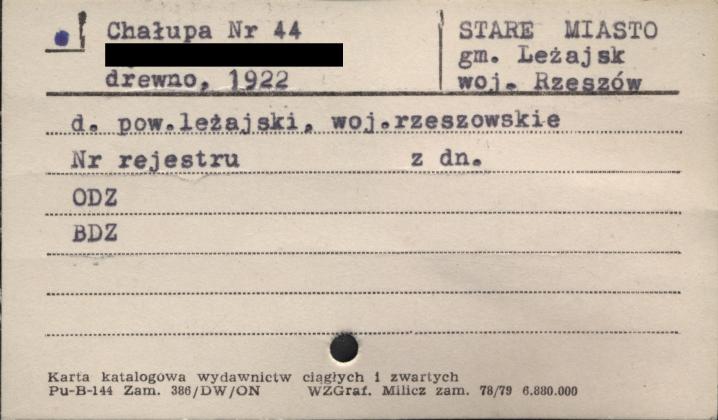 Chałupa Nr 44
drewno, 1922
STARE MIASTO
gm. Leżajsk
woj. Rzeszów
d. pow.leżajski, woj.rzeszowskie
Nr rejestru z dn.
ODZ
BDZ
Karta katalogowa wydawnictw ciągłych i zwartych
Pu-B-144 Zam. 386/DW/ON WZGraf. Milicz zam. 78/79 6.880.000